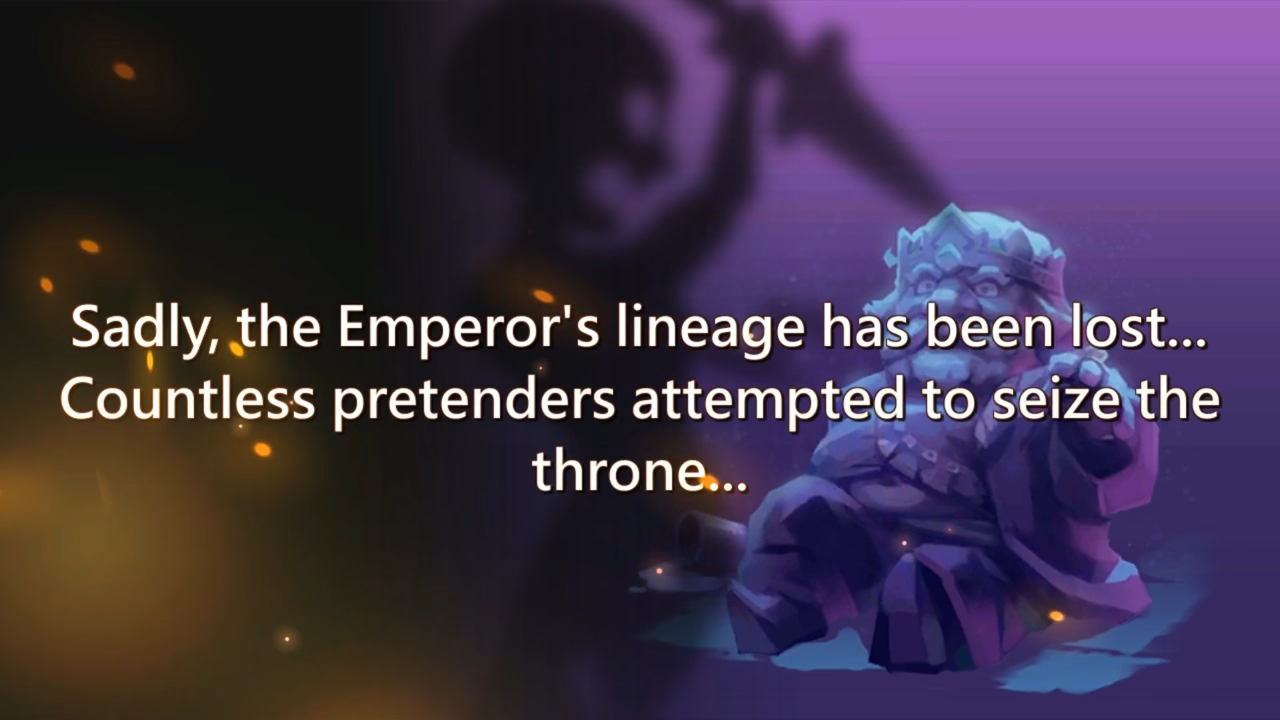 Sadly, the Emperor's lineage has been lost...
Countless pretenders attempted to seize the
throne...